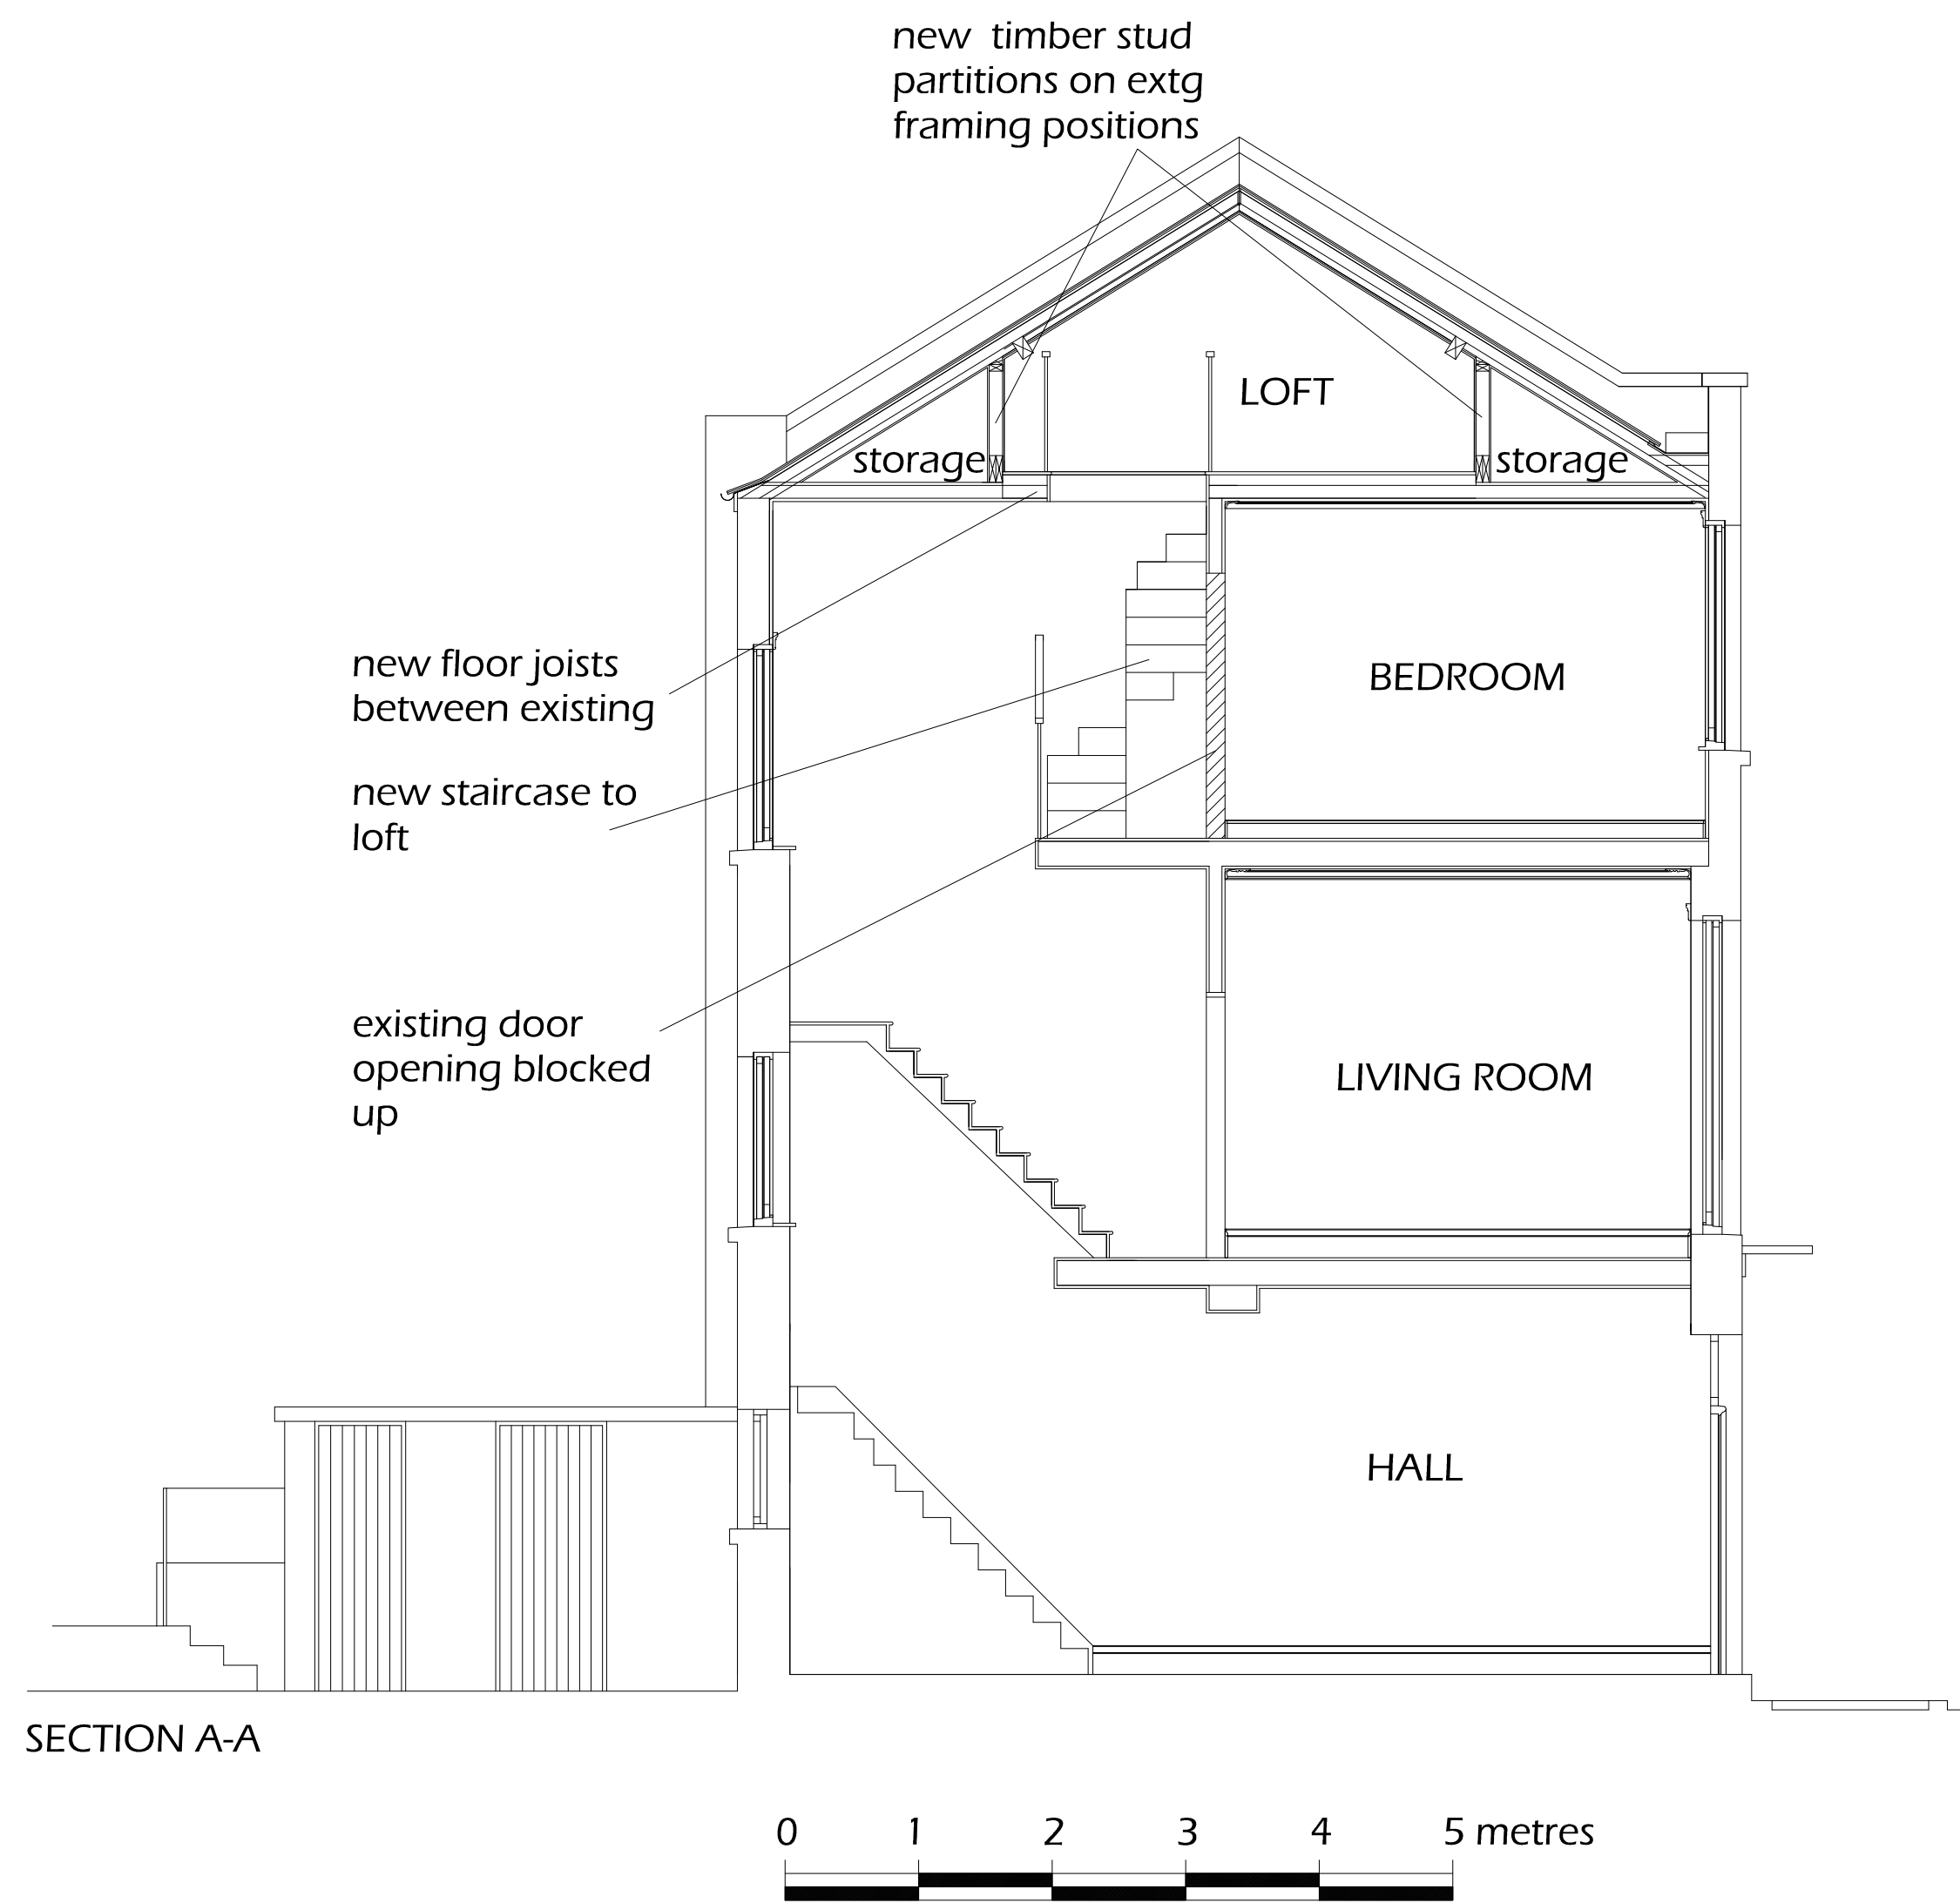 new timber stud
partitions on extg
framing positions
LOFT
storage
storage
new floor joists
between existing
BEDROOM
new staircase to
loft
existing door
opening blocked
up
LIVING ROOM
HALL
SECTION A-A
0 1 2 3 4 5 metres